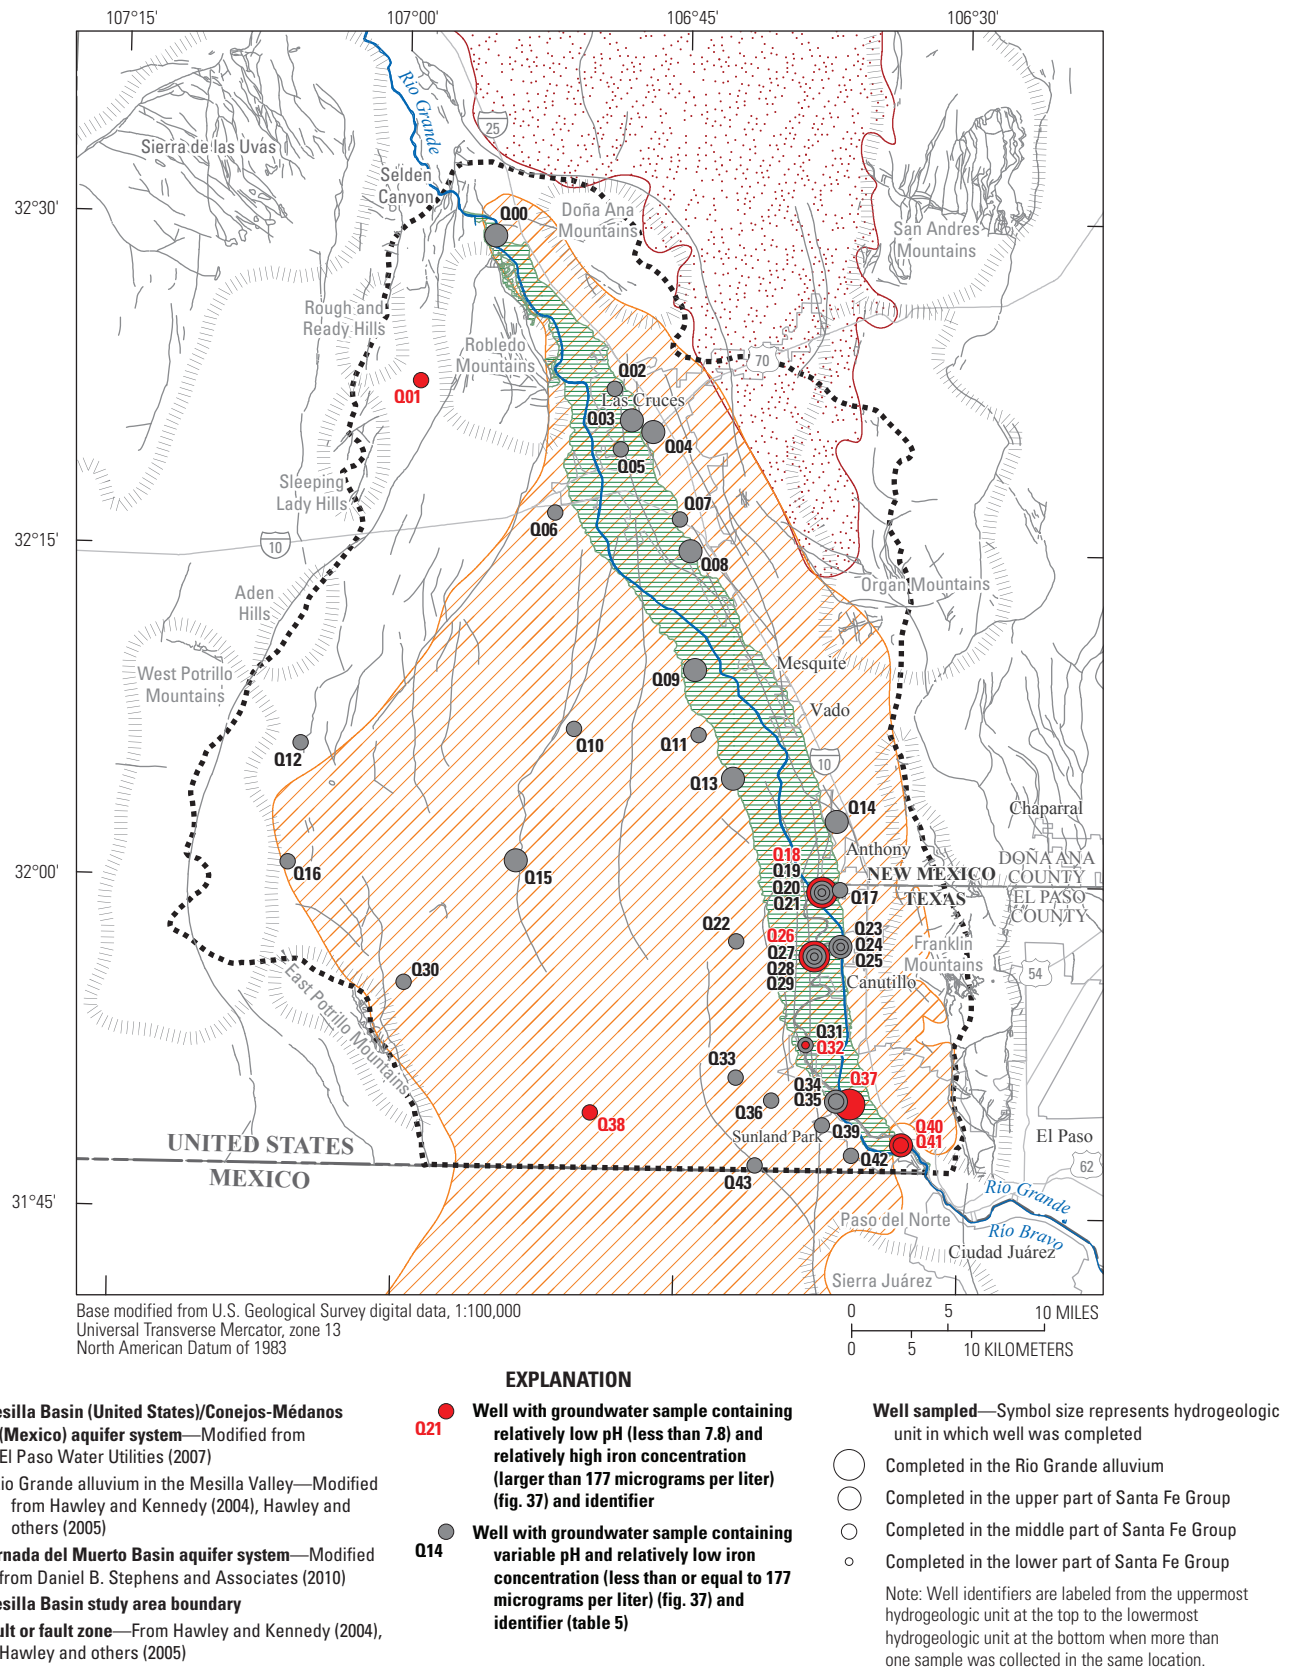 107°15'
107°00'
106°45'
106°30'
Rio Grande
25
Sierra de las Uvas
Selden
Canyon
32°30'
Q00
Doña Ana
Mountains
San Andres
Mountains
Rough and
Ready Hills
Robledo
Mountains
70
Q01
Q02
Las Cruces
Q03
Q04
Q05
Sleeping
Lady Hills
Q07
Q06
32°15'
10
Q08
Aden
Hills
Organ Mountains
West Potrillo
Mountains
Mesquite
Q09
Vado
Q10
Q11
Q12
10
Q13
Q14
Chaparral
Anthony
Q18
Q19
Q20
Q21
Q17
DOÑA ANA
COUNTY
NEW MEXICO
TEXAS
EL PASO
COUNTY
32°00'
Q16
Q15
Q22
Q26
Q27
Q28
Q29
Q23
Q24
Q25
Franklin
Mountains
54
Canutillo
Q30
East Potrillo Mountains
Q31
Q32
Q33
Q34
Q35
Q37
Q36
Q38
Sunland Park
Q39
Q40
Q41
El Paso
Q42
Q43
62
UNITED STATES
MEXICO
31°45'
Rio Grande
Rio Bravo
Paso del Norte
Ciudad Juárez
Sierra Juárez
Base modified from U.S. Geological Survey digital data, 1:100,000
Universal Transverse Mercator, zone 13
North American Datum of 1983
0 5 10 MILES
0 5 10 KILOMETERS
EXPLANATION
esilla Basin (United States)/Conejos-Médanos
(Mexico) aquifer system—Modified from
El Paso Water Utilities (2007)
io Grande alluvium in the Mesilla Valley—Modified
from Hawley and Kennedy (2004), Hawley and
others (2005)
rnada del Muerto Basin aquifer system—Modified
from Daniel B. Stephens and Associates (2010)
esilla Basin study area boundary
ult or fault zone—From Hawley and Kennedy (2004),
Hawley and others (2005)
Q21
Well with groundwater sample containing
relatively low pH (less than 7.8) and
relatively high iron concentration
(larger than 177 micrograms per liter)
(fig. 37) and identifier
Q14
Well with groundwater sample containing
variable pH and relatively low iron
concentration (less than or equal to 177
micrograms per liter) (fig. 37) and
identifier (table 5)
Well sampled—Symbol size represents hydrogeologic
unit in which well was completed
Completed in the Rio Grande alluvium
Completed in the upper part of Santa Fe Group
Completed in the middle part of Santa Fe Group
Completed in the lower part of Santa Fe Group
Note: Well identifiers are labeled from the uppermost
hydrogeologic unit at the top to the lowermost
hydrogeologic unit at the bottom when more than
one sample was collected in the same location.